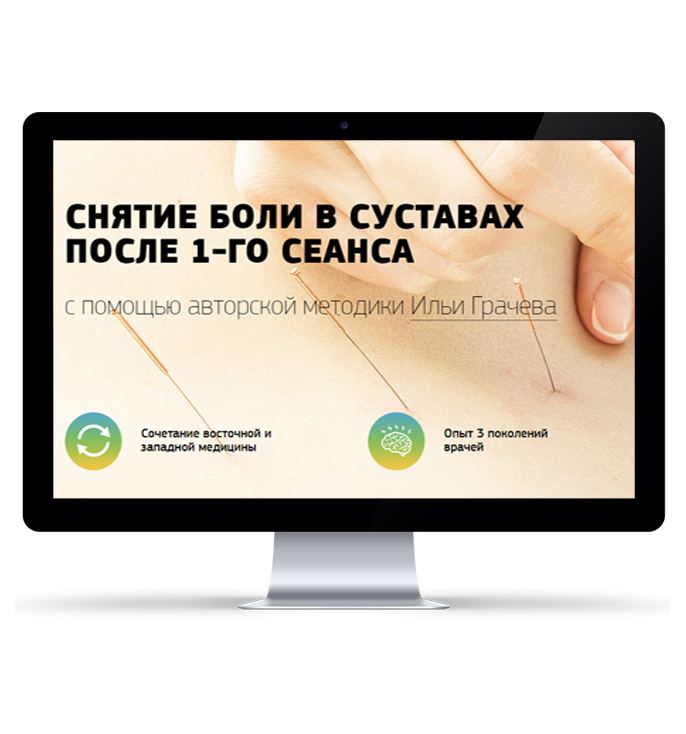 СНЯТИЕ БОЛИ В СУСТАВАХ
ПОСЛЕ 1-ГО СЕАНСА
с помощью авторской методики Ильи Грачева
Сочетание восточной и
западной медицины
Опыт 3 поколений
врачей